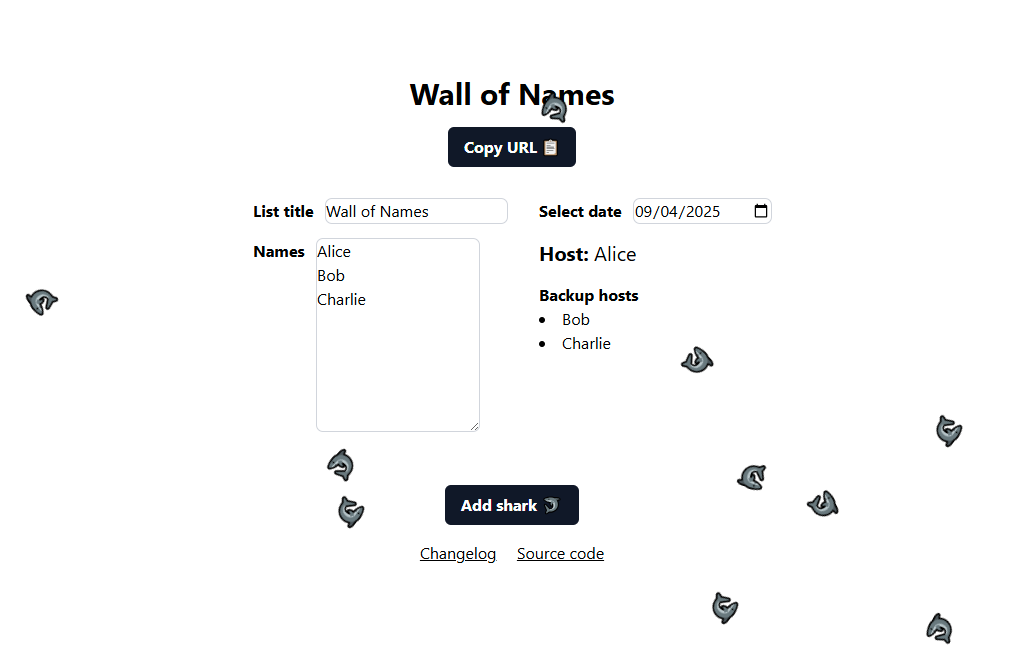 Wall of Names
Copy URL 📋
List title Wall of Names
Select date 09/04/2025
Names
Alice
Bob
Charlie
Host: Alice
Backup hosts
• Bob
• Charlie
Add shark 🦈
Changelog Source code